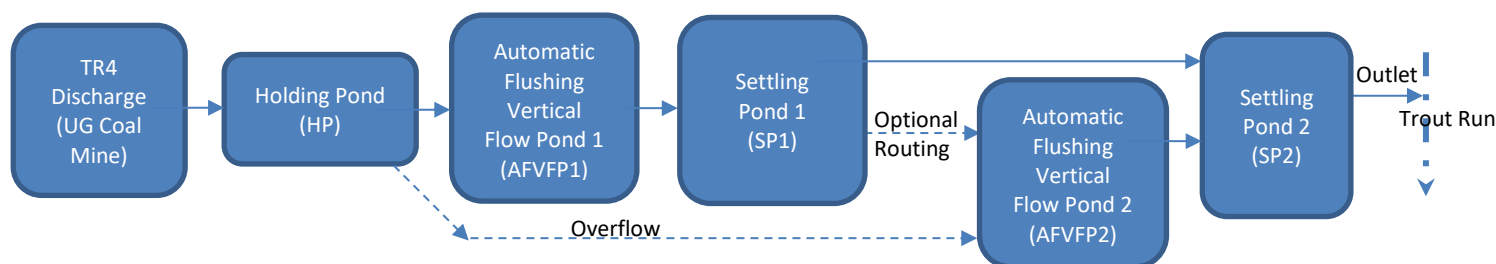 TR4
Discharge
(UG Coal
Mine)
Holding Pond
(HP)
Automatic
Flushing
Vertical
Flow Pond 1
(AFVFP1)
Settling
Pond 1
(SP1)
Optional
Routing
Overflow
Automatic
Flushing
Vertical
Flow Pond 2
(AFVFP2)
Settling
Pond 2
(SP2)
Outlet
Trout Run